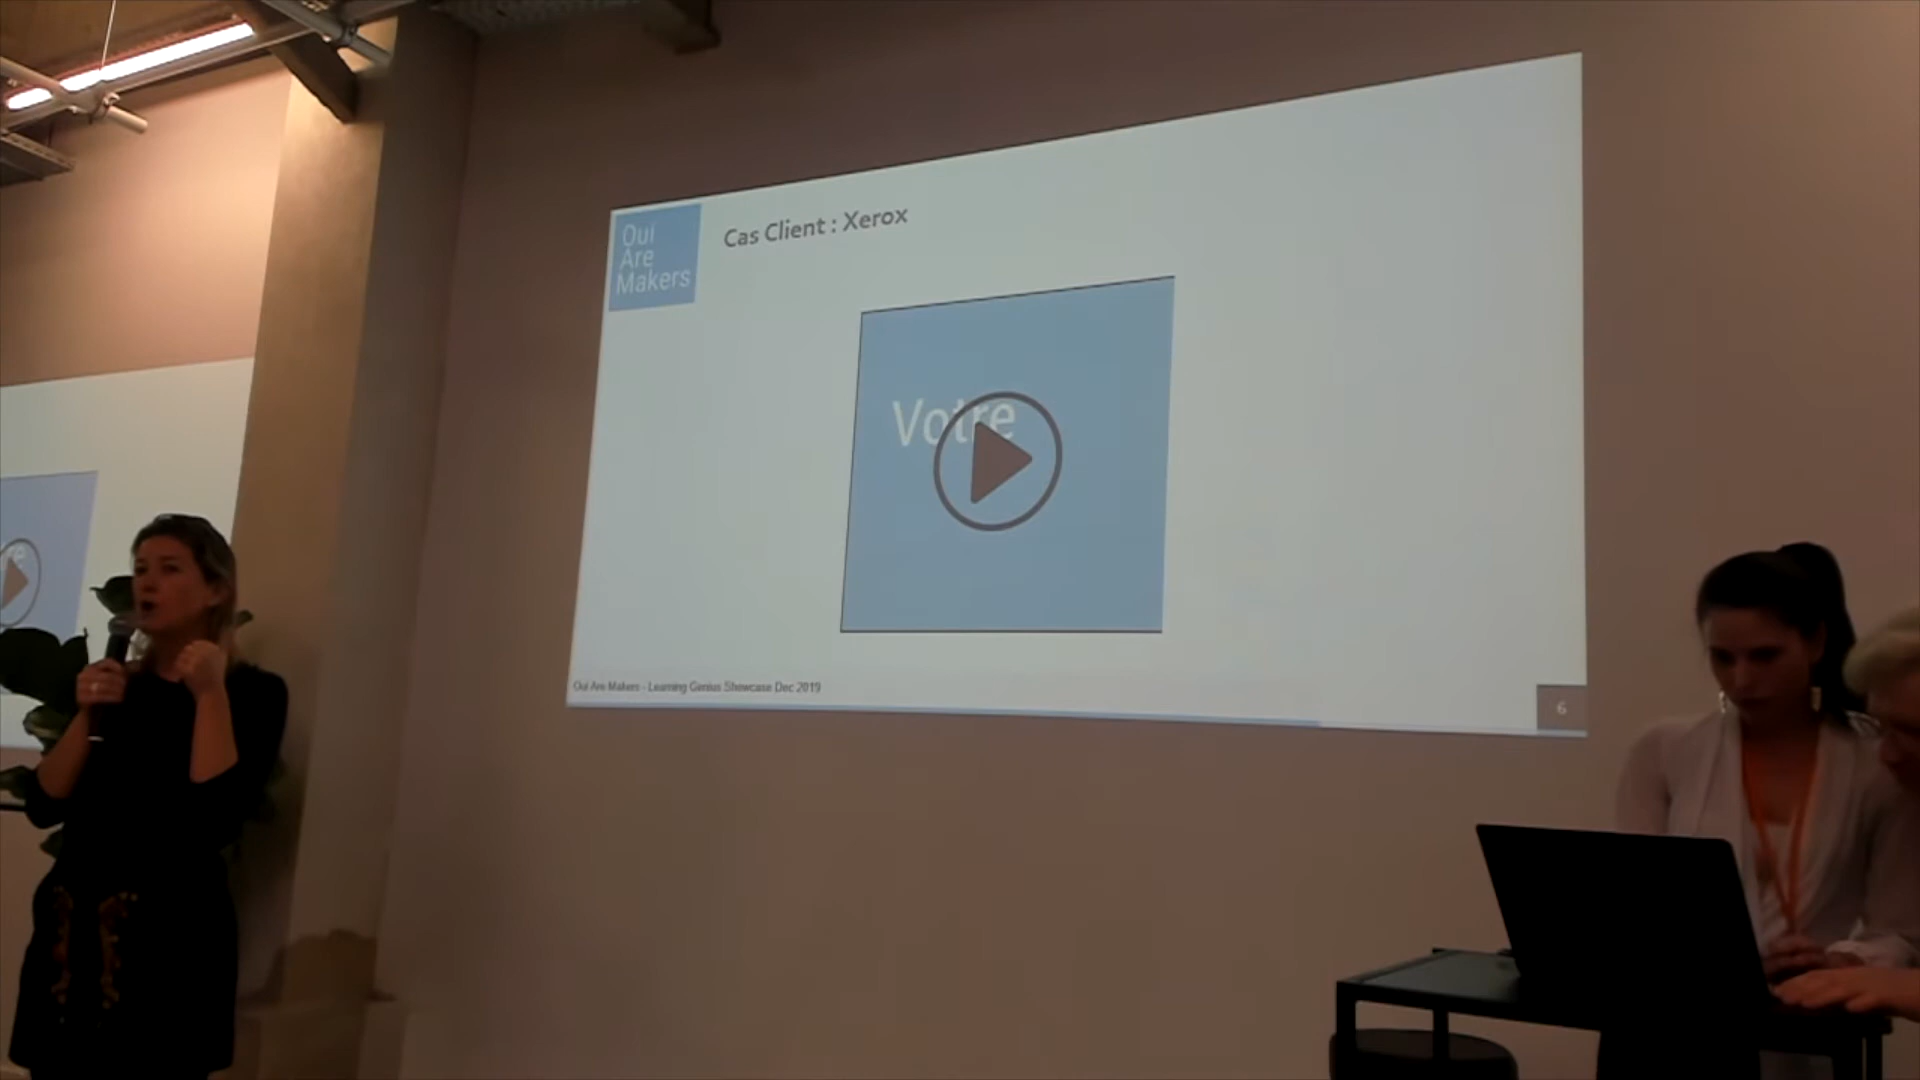 Oui
Are
Makers
Cas Client : Xerox
Votre
Oui Are Makers - Learning Genius Showcase Dec 2019
6